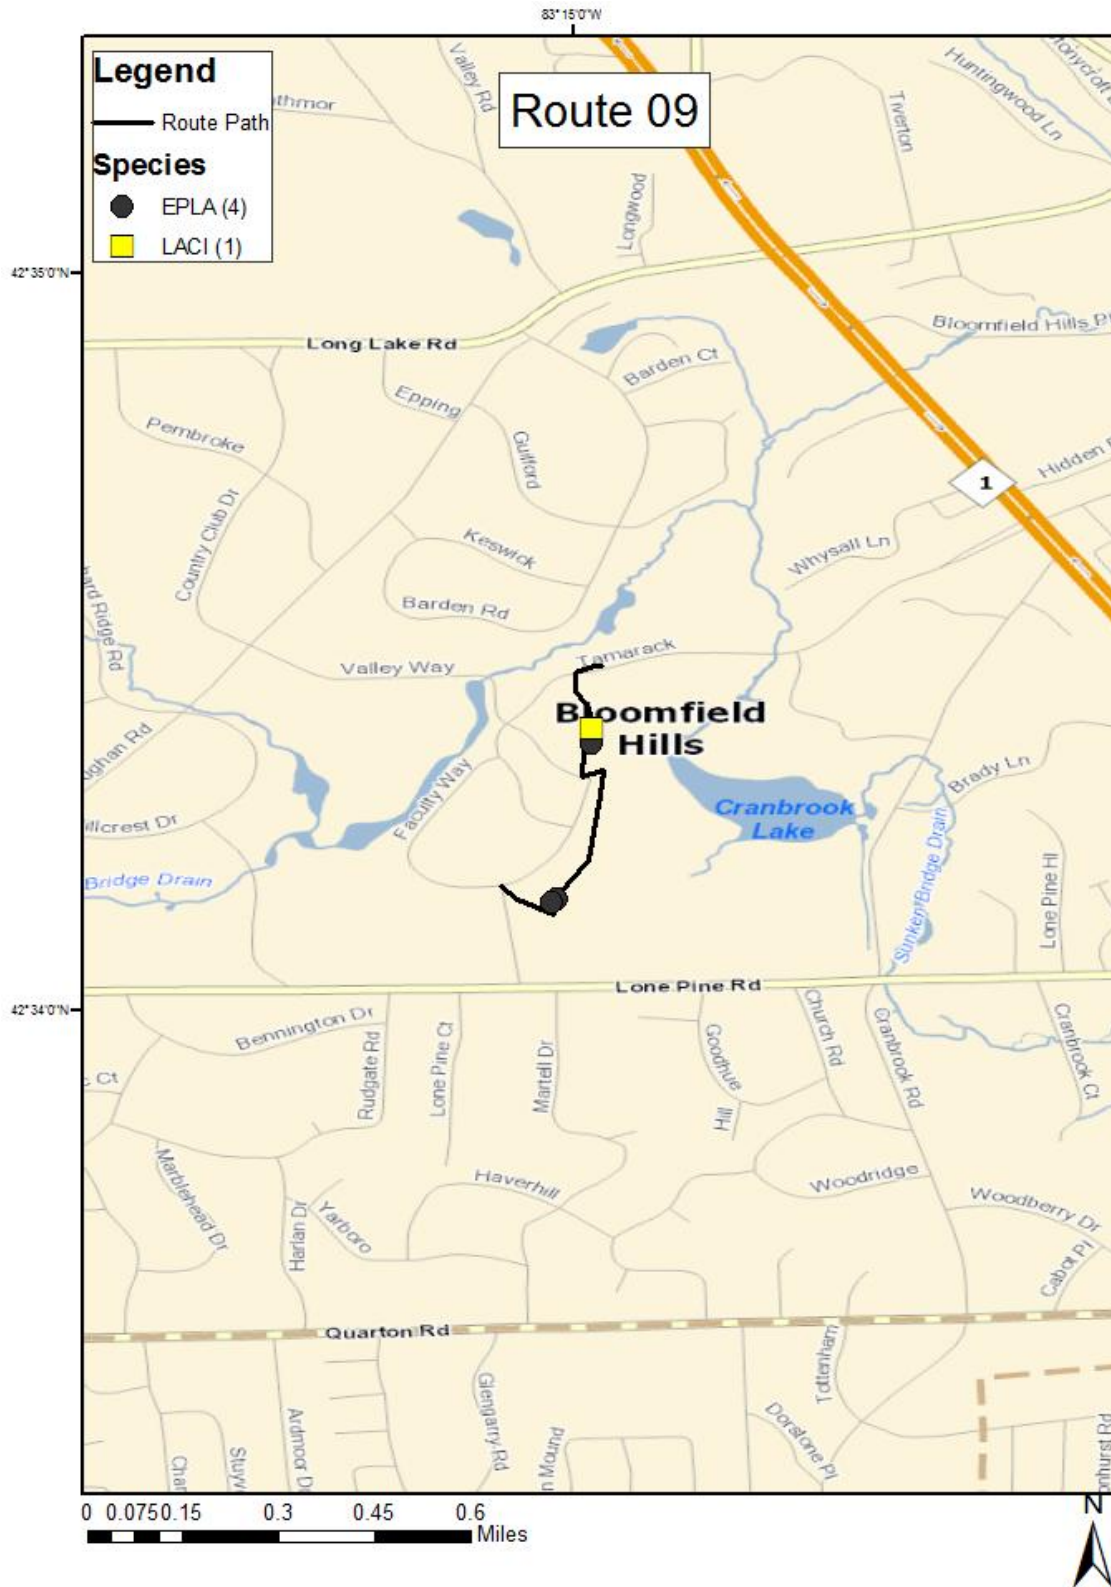 83°15'0"W
Legend
Route Path
Species
EPLA (4)
LACI (1)
Route 09
Valley Rd
Tiverton
Huntingwood Ln
Longwood
42°35'0"N
Bloomfield Hills
Long Lake Rd
Barden Ct
Epping
Pembroke
Guilford
Hidden
1
Country Club Dr
Keswick
Whysall Ln
Barden Rd
Ridge Rd
Valley Way
Tamarack
Bloomfield
Hills
Rd
Brady Ln
Faculty Way
Cranbrook
Lake
Dr
Bridge Drain
Sunken Bridge Drain
Lone Pine Hl
Lone Pine Rd
42°34'0"N
Bennington Dr
Rudgate Rd
Lone Pine Ct
Martell Dr
Goodhue
Hill
Church Rd
Cranbrook Rd
Cranbrook Ct
Ct
Marblehead Dr
Harlan Dr
Yarboro
Haverhill
Woodridge
Woodberry Dr
Cabot Pl
Quarton Rd
Tottenham
Glengarry Rd
Ardmoor D
Dorstone Pl
Mound
0 0.075 0.15 0.3 0.45 0.6
Miles
N